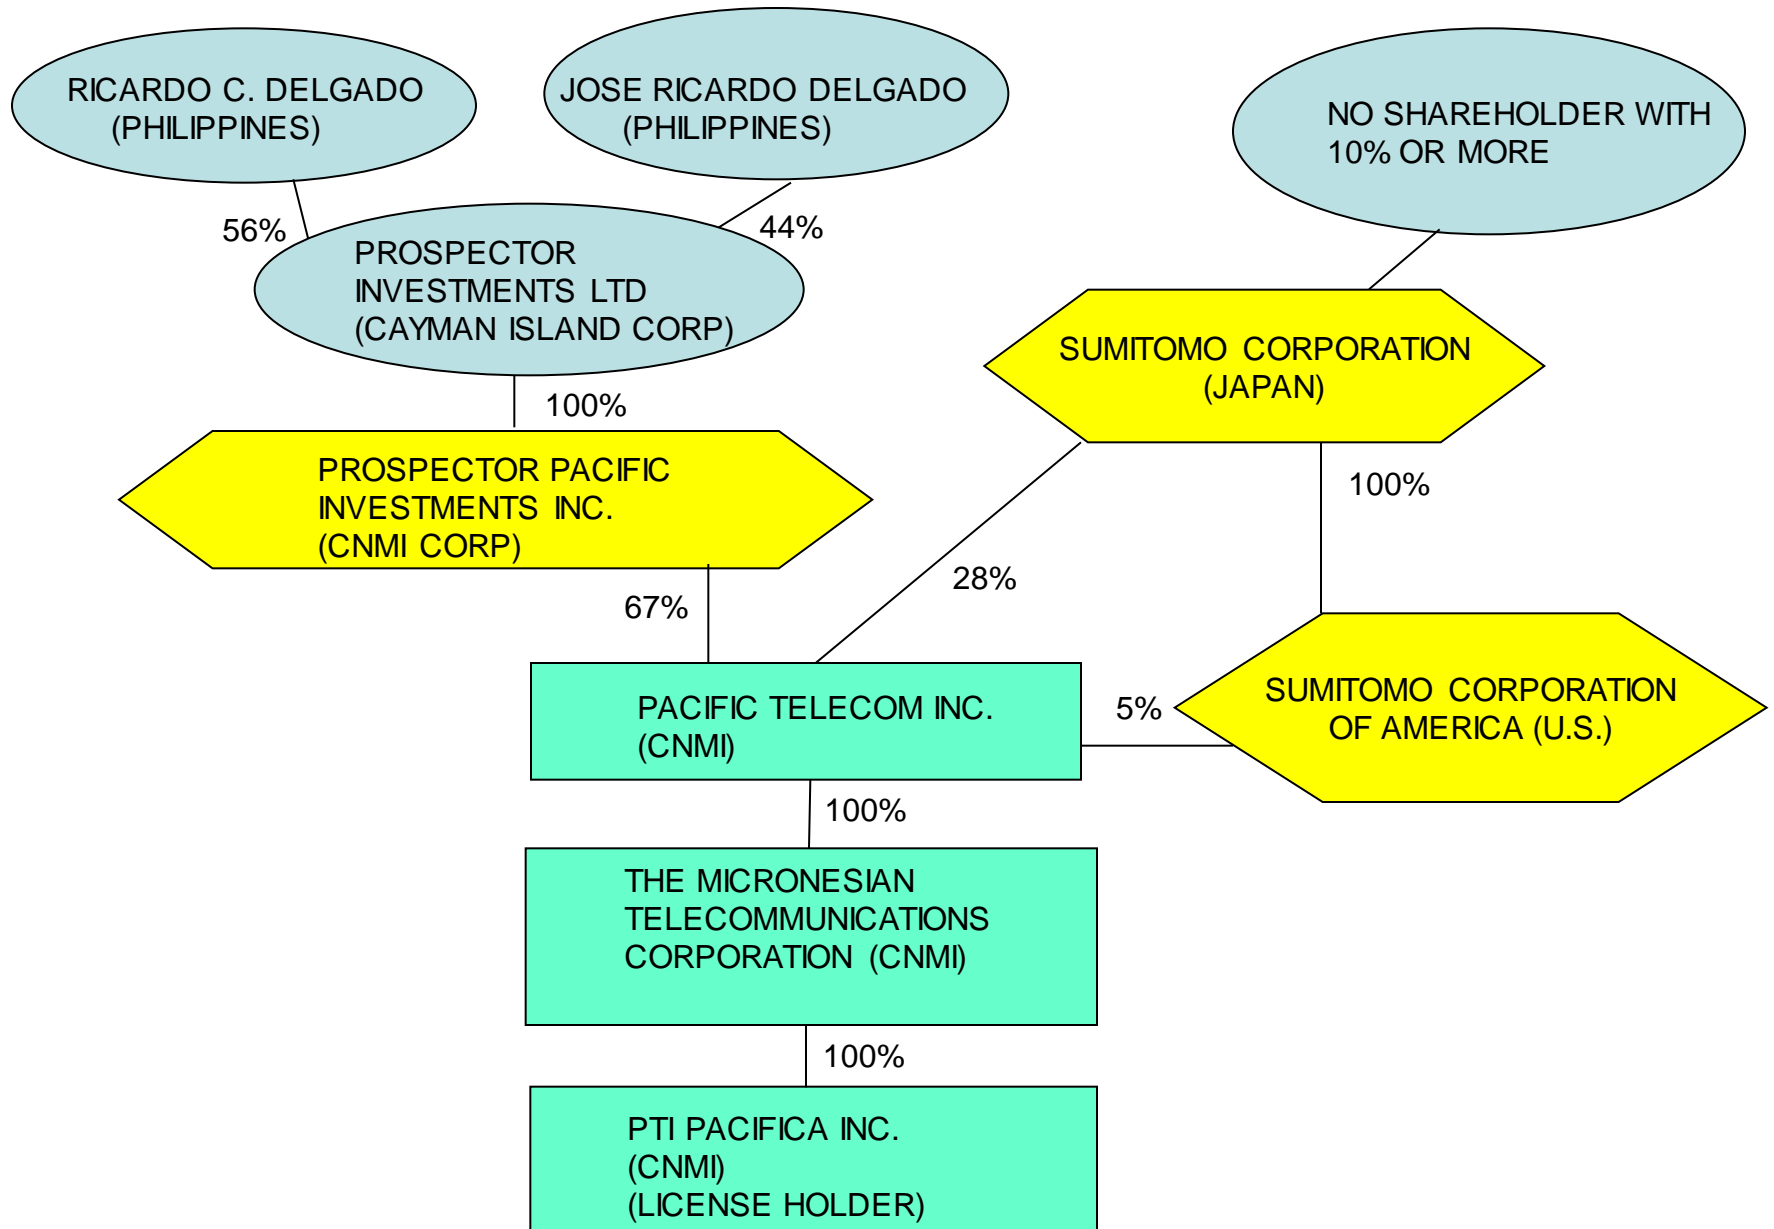 RICARDO C. DELGADO
(PHILIPPINES)
JOSE RICARDO DELGADO
(PHILIPPINES)
NO SHAREHOLDER WITH
10% OR MORE
56%
44%
PROSPECTOR
INVESTMENTS LTD
(CAYMAN ISLAND CORP)
SUMITOMO CORPORATION
(JAPAN)
100%
PROSPECTOR PACIFIC
INVESTMENTS INC.
(CNMI CORP)
100%
28%
67%
PACIFIC TELECOM INC.
(CNMI)
5%
SUMITOMO CORPORATION
OF AMERICA (U.S.)
100%
THE MICRONESIAN
TELECOMMUNICATIONS
CORPORATION (CNMI)
100%
PTI PACIFICA INC.
(CNMI)
(LICENSE HOLDER)